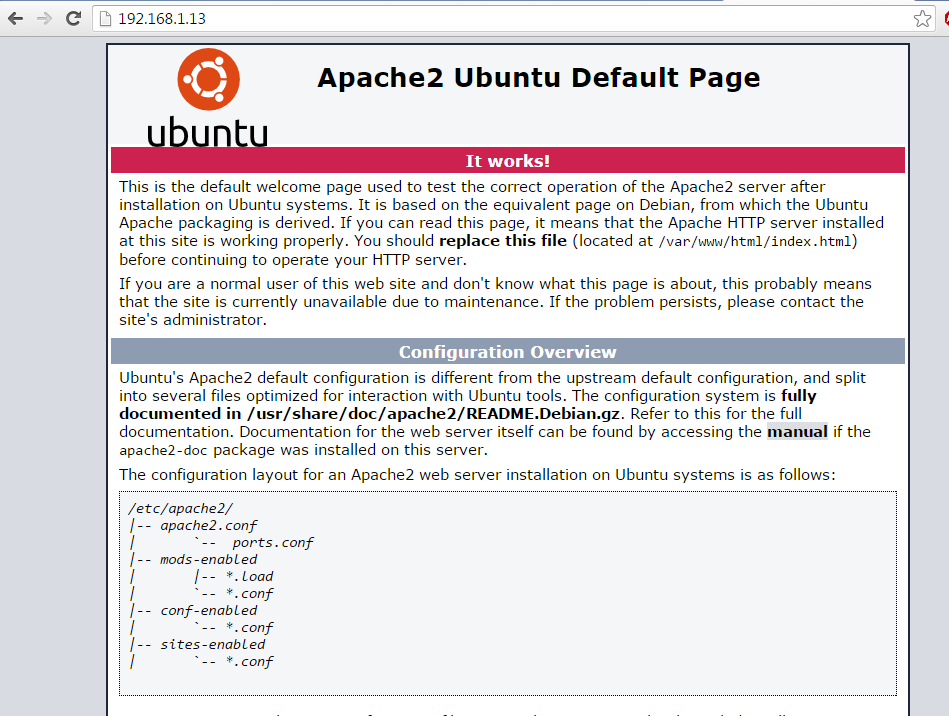 192.168.1.13
ubuntu
Apache2 Ubuntu Default Page
It works!
This is the default welcome page used to test the correct operation of the Apache2 server after
installation on Ubuntu systems. It is based on the equivalent page on Debian, from which the Ubuntu
Apache packaging is derived. If you can read this page, it means that the Apache HTTP server installed
at this site is working properly. You should replace this file (located at /var/www/html/index.html)
before continuing to operate your HTTP server.
If you are a normal user of this web site and don't know what this page is about, this probably means
that the site is currently unavailable due to maintenance. If the problem persists, please contact the
site's administrator.
Configuration Overview
Ubuntu's Apache2 default configuration is different from the upstream default configuration, and split
into several files optimized for interaction with Ubuntu tools. The configuration system is fully
documented in /usr/share/doc/apache2/README.Debian.gz. Refer to this for the full
documentation. Documentation for the web server itself can be found by accessing the manual if the
apache2-doc package was installed on this server.
The configuration layout for an Apache2 web server installation on Ubuntu systems is as follows:
/etc/apache2/
|-- apache2.conf
|       `--  ports.conf
|-- mods-enabled
|       |-- *.load
|       `-- *.conf
|-- conf-enabled
|       `-- *.conf
|-- sites-enabled
|       `-- *.conf